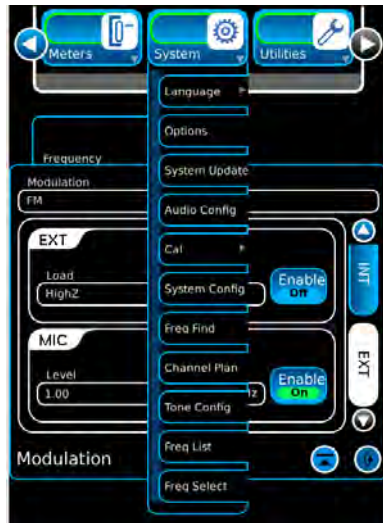 Meters
System
Utilities
Language
Options
Frequency
System Update
Modulation
FM
Audio Config
EXT
Cal
Load
HighZ
System Config
Enable
Off
INT
Freq Find
MIC
Channel Plan
Level
1.00
Enable
On
EXT
Tone Config
Modulation
Freq List
Freq Select